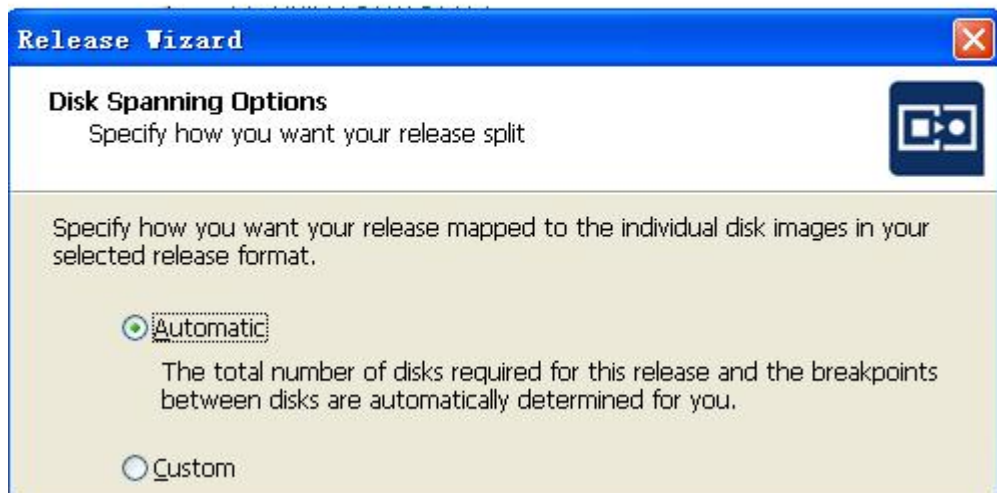 Release Wizard
Disk Spanning Options
Specify how you want your release split
Specify how you want your release mapped to the individual disk images in your
selected release format.
Automatic
The total number of disks required for this release and the breakpoints
between disks are automatically determined for you.
Custom